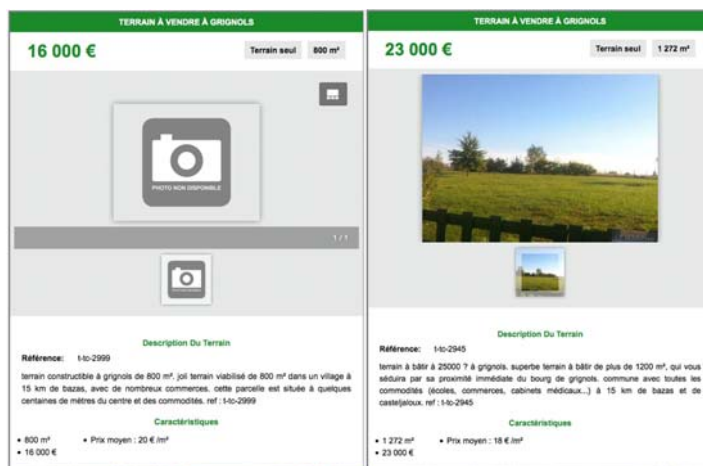 TERRAIN À VENDRE À GRIGNOLS
16 000 €
Terrain seul
800 m²
PHOTO NON DISPONIBLE
1 / 1
Description Du Terrain
Référence: t-tc-2999
terrain constructible à grignols de 800 m². joli terrain viabilisé de 800 m² dans un village à
15 km de bazas, avec de nombreux commerces. cette parcelle est située à quelques
centaines de mètres du centre et des commodités. ref : t-tc-2999
Caractéristiques
• 800 m²
• Prix moyen : 20 € /m²
• 16 000 €
TERRAIN À VENDRE À GRIGNOLS
23 000 €
Terrain seul
1 272 m²
Description Du Terrain
Référence: t-tc-2945
terrain à bâtir à 25000 ? à grignols. superbe terrain à bâtir de plus de 1200 m², qui vous
séduira par sa proximité immédiate du bourg de grignols. commune avec toutes les
commodités (écoles, commerces, cabinets médicaux...) à 15 km de bazas et de
casteljaloux. ref : t-tc-2945
Caractéristiques
• 1 272 m²
• Prix moyen : 18 € /m²
• 23 000 €